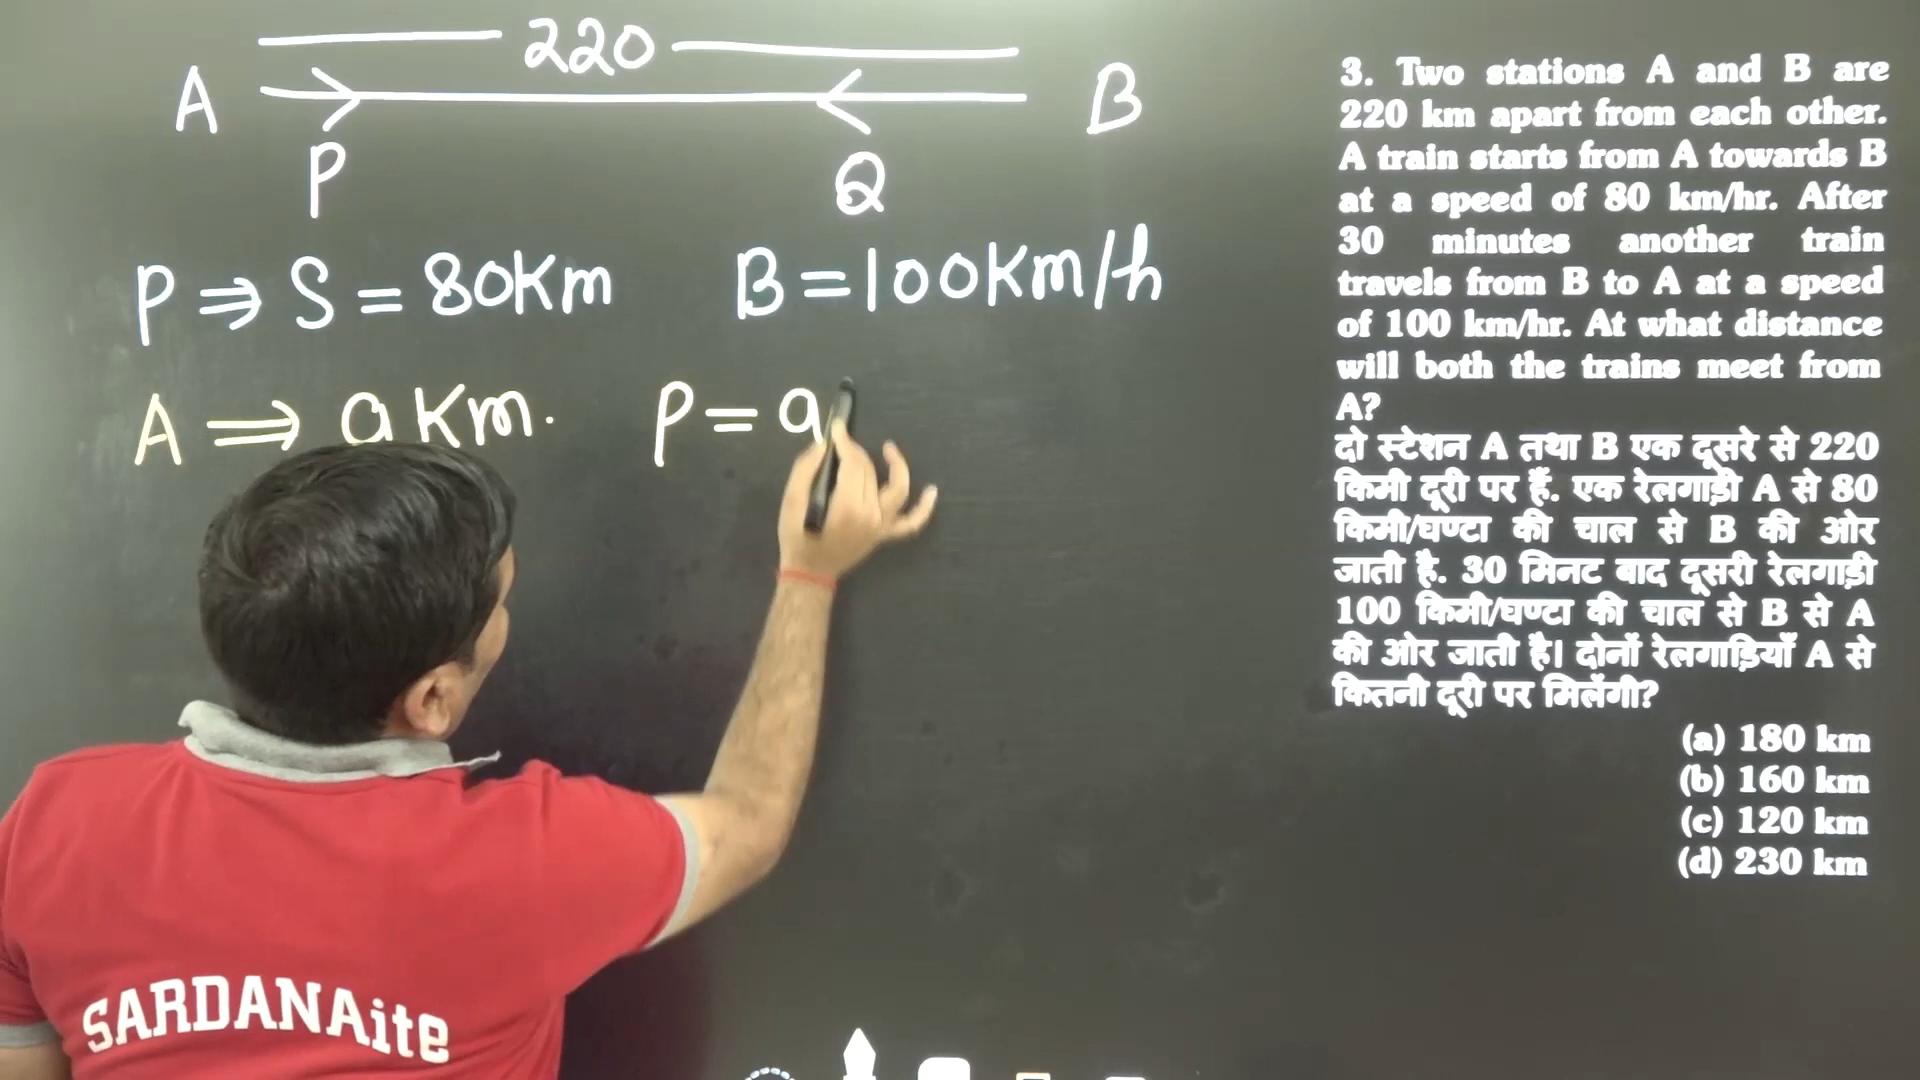 220
A B
P Q
P ⇒ S = 80Km B = 100Km/h
A ⇒ a Km. P = a
3. Two stations A and B are
220 km apart from each other.
A train starts from A towards B
at a speed of 80 km/hr. After
30 minutes another train
travels from B to A at a speed
of 100 km/hr. At what distance
will both the trains meet from
A?
दो स्टेशन A तथा B एक दूसरे से 220
किमी दूरी पर हैं. एक रेलगाड़ी A से 80
किमी/घण्टा की चाल से B की ओर
जाती है. 30 मिनट बाद दूसरी रेलगाड़ी
100 किमी/घण्टा की चाल से B से A
की ओर जाती है। दोनों रेलगाड़ियाँ A से
कितनी दूरी पर मिलेंगी?
(a) 180 km
(b) 160 km
(c) 120 km
(d) 230 km
SARDANAite